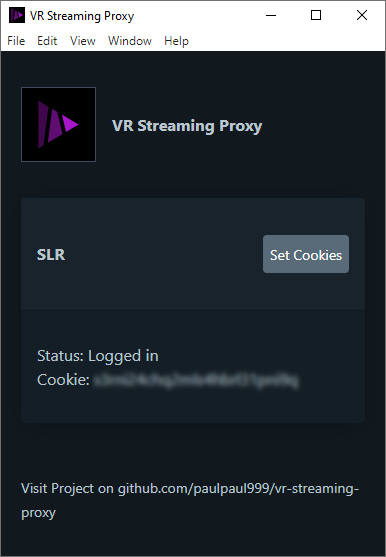 VR Streaming Proxy
File Edit View Window Help
VR Streaming Proxy
SLR
Set Cookies
Status: Logged in
Cookie:
Visit Project on github.com/paulpaul999/vr-streaming-
proxy